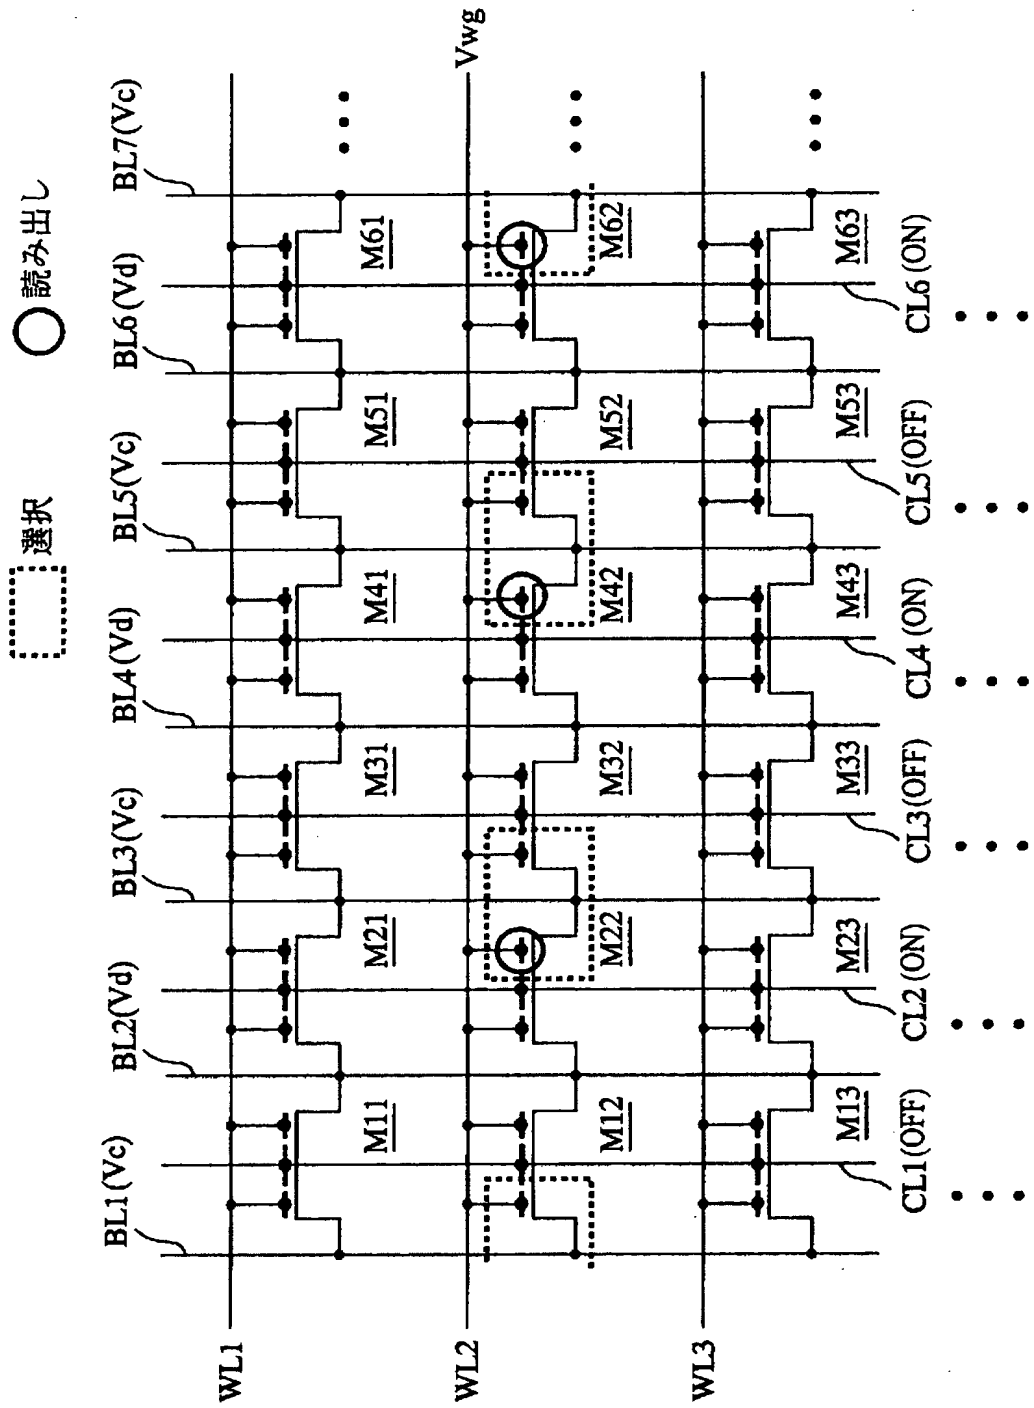 選択
読み出し
BL1(Vc)
BL2(Vd)
BL3(Vc)
BL4(Vd)
BL5(Vc)
BL6(Vd)
BL7(Vc)
WL1
M11
M21
M31
M41
M51
M61
WL2
Vwg
M12
M22
M32
M42
M52
M62
WL3
M13
M23
M33
M43
M53
M63
CL1(OFF)
CL2(ON)
CL3(OFF)
CL4(ON)
CL5(OFF)
CL6(ON)